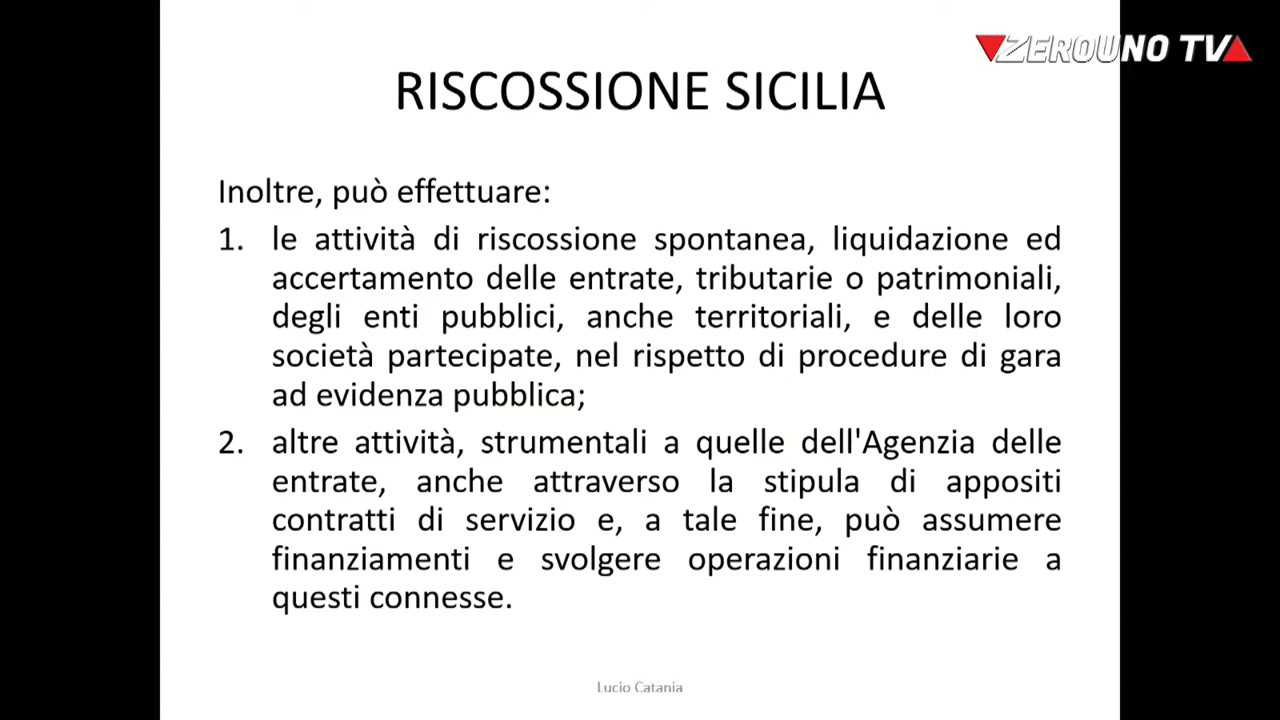 ZEROUNO TV
RISCOSSIONE SICILIA
Inoltre, può effettuare:
1. le attività di riscossione spontanea, liquidazione ed
accertamento delle entrate, tributarie o patrimoniali,
degli enti pubblici, anche territoriali, e delle loro
società partecipate, nel rispetto di procedure di gara
ad evidenza pubblica;
2. altre attività, strumentali a quelle dell'Agenzia delle
entrate, anche attraverso la stipula di appositi
contratti di servizio e, a tale fine, può assumere
finanziamenti e svolgere operazioni finanziarie a
questi connesse.
Lucio Catania